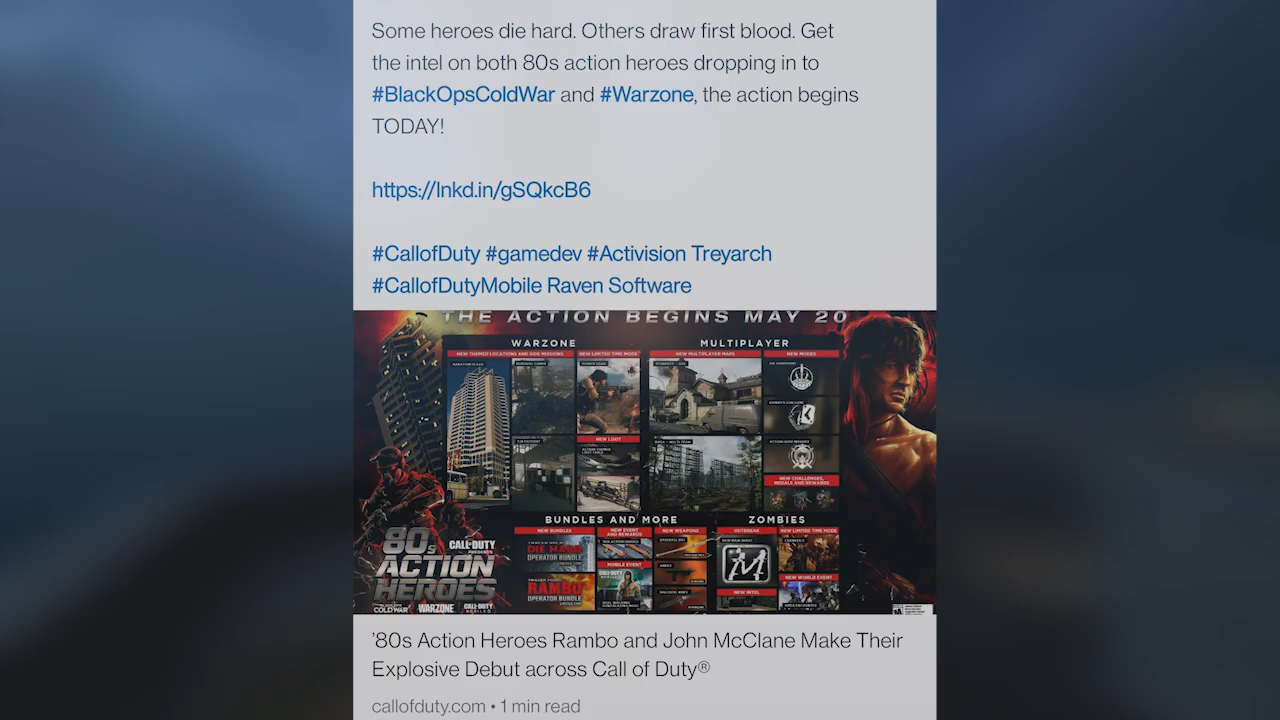 Some heroes die hard. Others draw first blood. Get
the intel on both 80s action heroes dropping in to
#BlackOpsColdWar and #Warzone, the action begins
TODAY!
https://lnkd.in/gSQkcB6
#CallofDuty #gamedev #Activision Treyarch
#CallofDutyMobile Raven Software
THE ACTION BEGINS MAY 20
WARZONE
MULTIPLAYER
NEW THEMED LOCATIONS AND SIDE MISSIONS
NEW LIMITED TIME MODE
NEW MULTIPLAYER MAPS
NEW MODES
NEW LOOT
NEW CHALLENGES,
MEDALS AND REWARDS
BUNDLES AND MORE
ZOMBIES
NEW BUNDLES
NEW EVENT
AND REWARDS
NEW WEAPONS
OUTBREAK
NEW LIMITED TIME MODE
DIE HARD
OPERATOR BUNDLE
MOBILE EVENT
NEW WORLD EVENT
RAMBO
OPERATOR BUNDLE
NEW INTEL
80s
ACTION
HEROES
CALL OF DUTY
COLD WAR
WARZONE
'80s Action Heroes Rambo and John McClane Make Their
Explosive Debut across Call of Duty®
callofduty.com • 1 min read